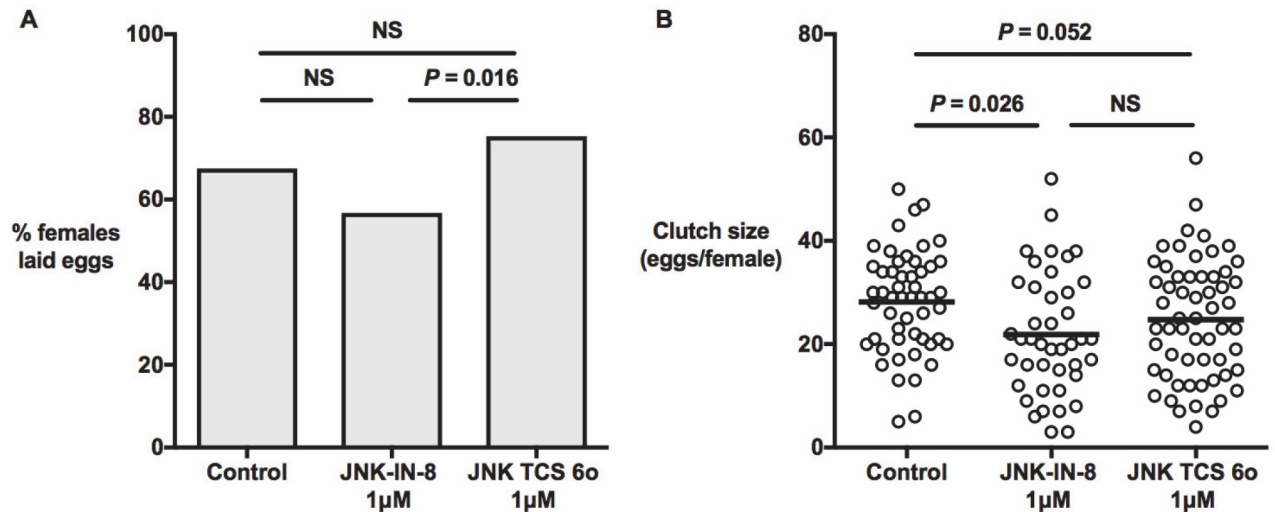 A
NS
NS
P = 0.016
100
80
60
40
20
0
% females
laid eggs
Control
JNK-IN-8
1µM
JNK TCS 6o
1µM
B
P = 0.052
P = 0.026
NS
80
60
40
20
0
Clutch size
(eggs/female)
Control
JNK-IN-8
1µM
JNK TCS 6o
1µM